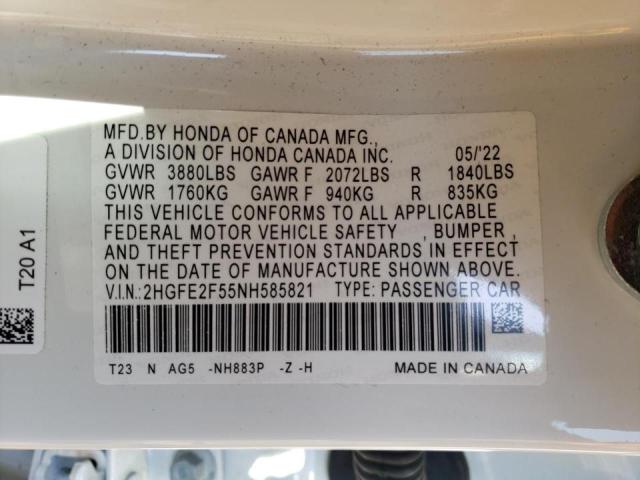 MFD.BY HONDA OF CANADA MFG.,
A DIVISION OF HONDA CANADA INC. 05/'22
GVWR 3880LBS GAWR F 2072LBS R 1840LBS
GVWR 1760KG GAWR F 940KG R 835KG
THIS VEHICLE CONFORMS TO ALL APPLICABLE
FEDERAL MOTOR VEHICLE SAFETY , BUMPER ,
AND THEFT PREVENTION STANDARDS IN EFFECT
ON THE DATE OF MANUFACTURE SHOWN ABOVE.
V.I.N.:2HGFE2F55NH585821 TYPE: PASSENGER CAR
T23 N AG5 -NH883P -Z -H MADE IN CANADA
T20 A1